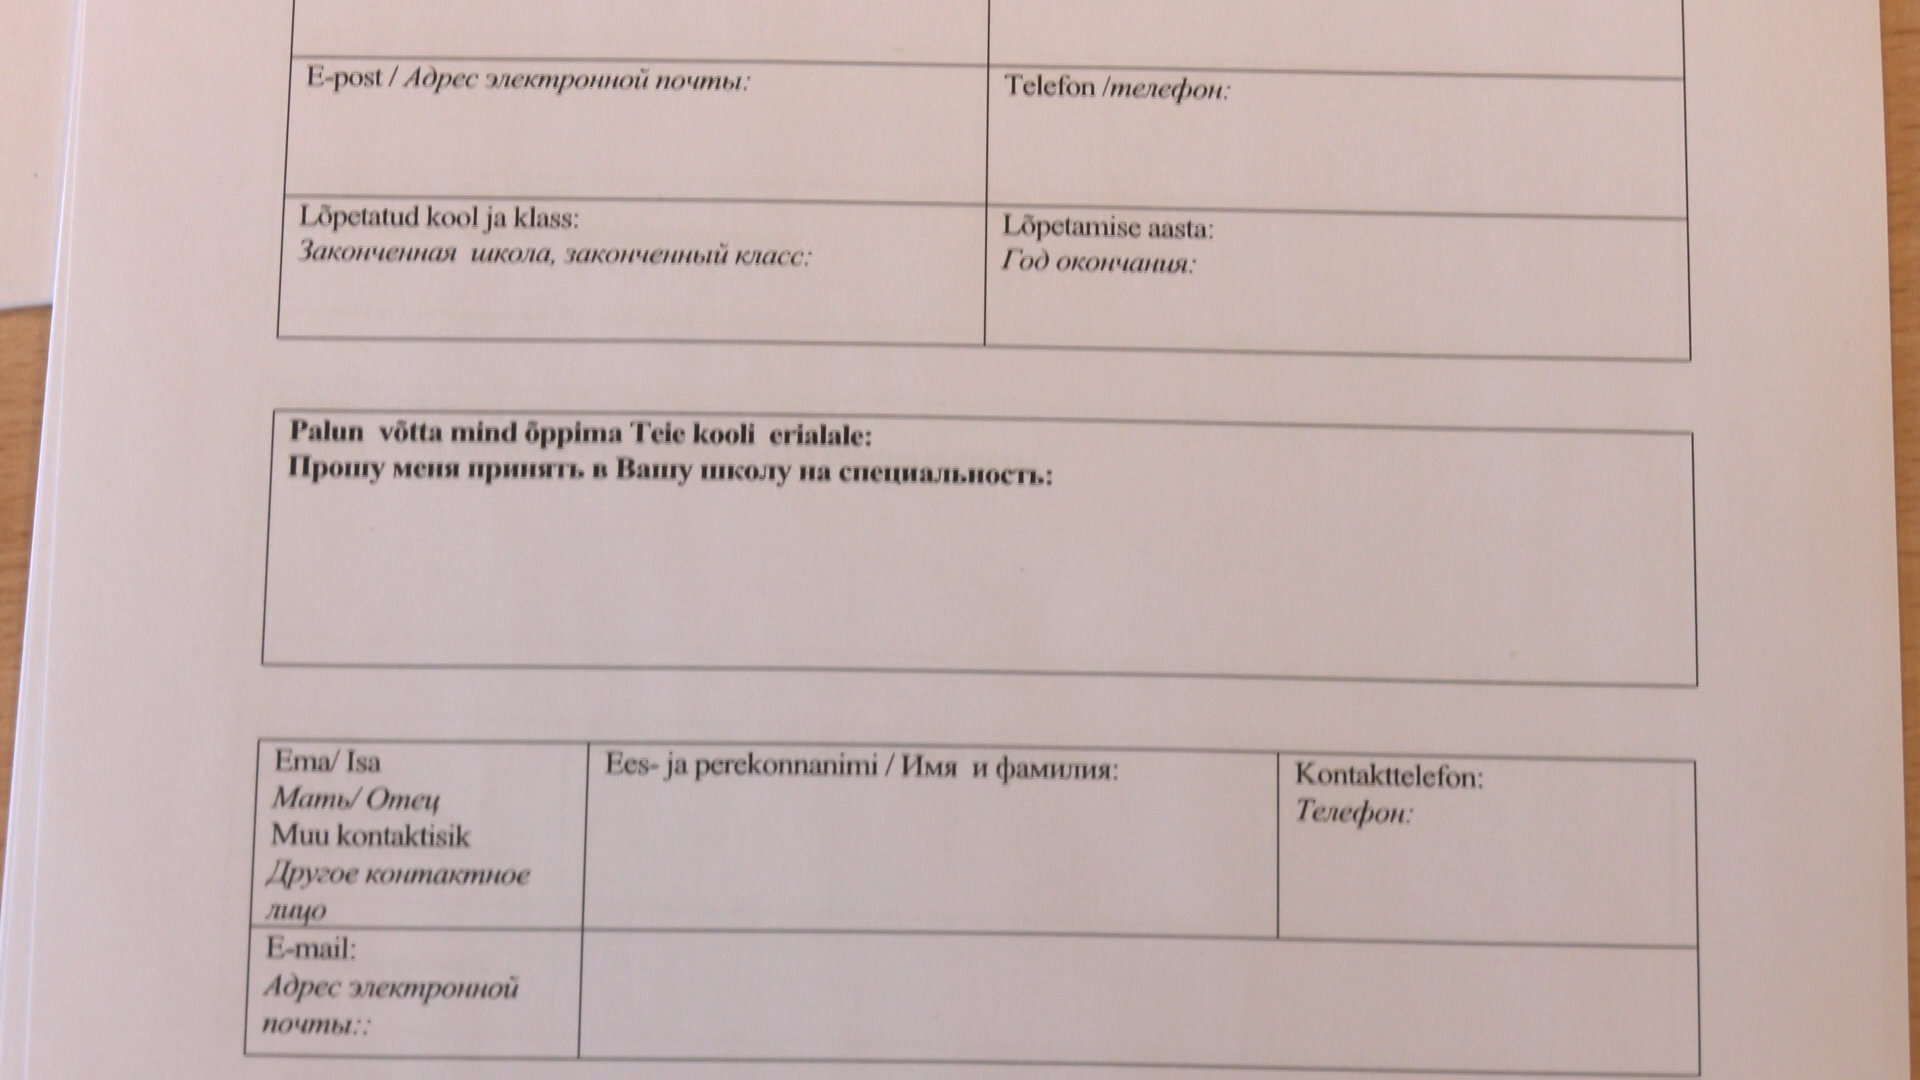 E-post / Адрес электронной почты:
Telefon /телефон:
Lõpetatud kool ja klass:
Законченная школа, законченный класс:
Lõpetamise aasta:
Год окончания:
Palun võtta mind õppima Teie kooli erialale:
Прошу меня принять в Вашу школу на специальность:
Ema/ Isa
Мать/ Отец
Muu kontaktisik
Другое контактное
лицо
Ees- ja perekonnanimi / Имя и фамилия:
Kontakttelefon:
Телефон:
E-mail:
Адрес электронной
почты::